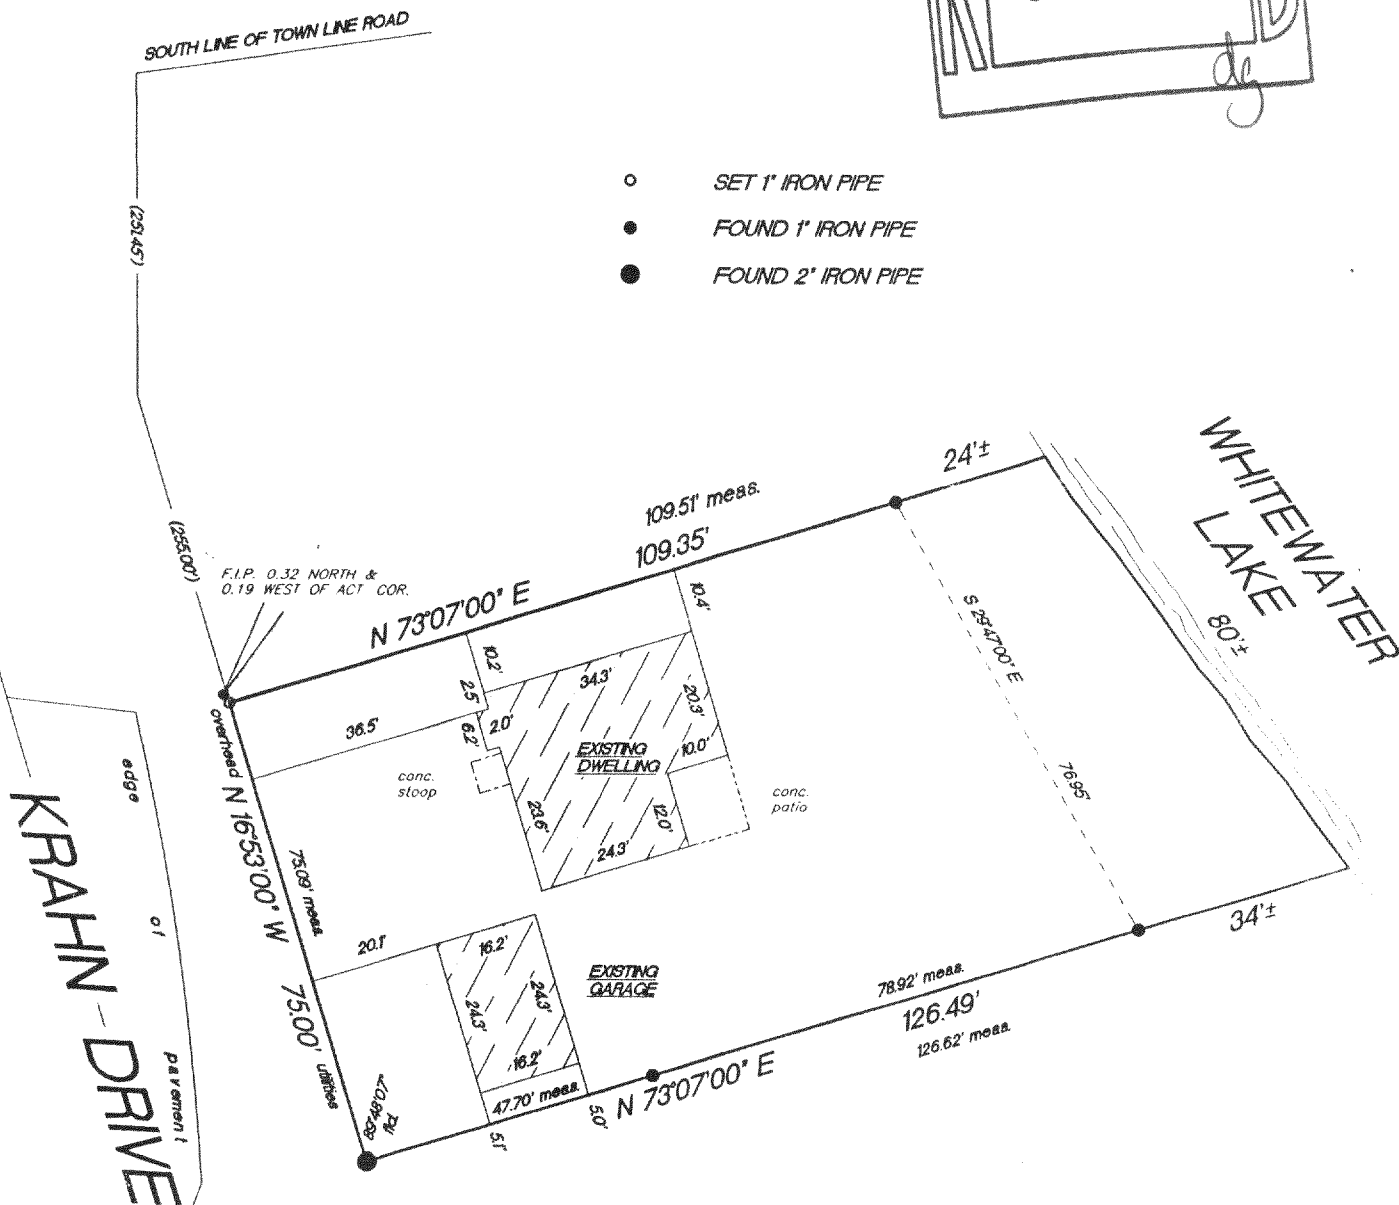 SOUTH LINE OF TOWN LINE ROAD
(251.45')
SET 1" IRON PIPE
FOUND 1" IRON PIPE
FOUND 2" IRON PIPE
WHITEWATER
LAKE
80'±
24'±
109.51' meas.
109.35'
N 73°07'00" E
(255.00')
F.I.P. 0.32 NORTH &
0.19 WEST OF ACT COR.
10.4'
10.2'
2.5'
2.0'
6.2'
34.3'
20.3'
10.0'
36.5'
EXISTING
DWELLING
conc.
stoop
conc.
patio
23.6'
12.0'
24.3'
S 29°47'00" E
76.95'
overhead
N 16°53'00" W
75.09' meas.
75.00'
utilities
edge
of
pavement
KRAHN DRIVE
20.1'
16.2'
24.3'
24.3'
16.2'
EXISTING
GARAGE
34'±
78.92' meas.
126.49'
126.62' meas.
N 73°07'00" E
47.70' meas.
5.1'
5.0'
89°48'07"
de